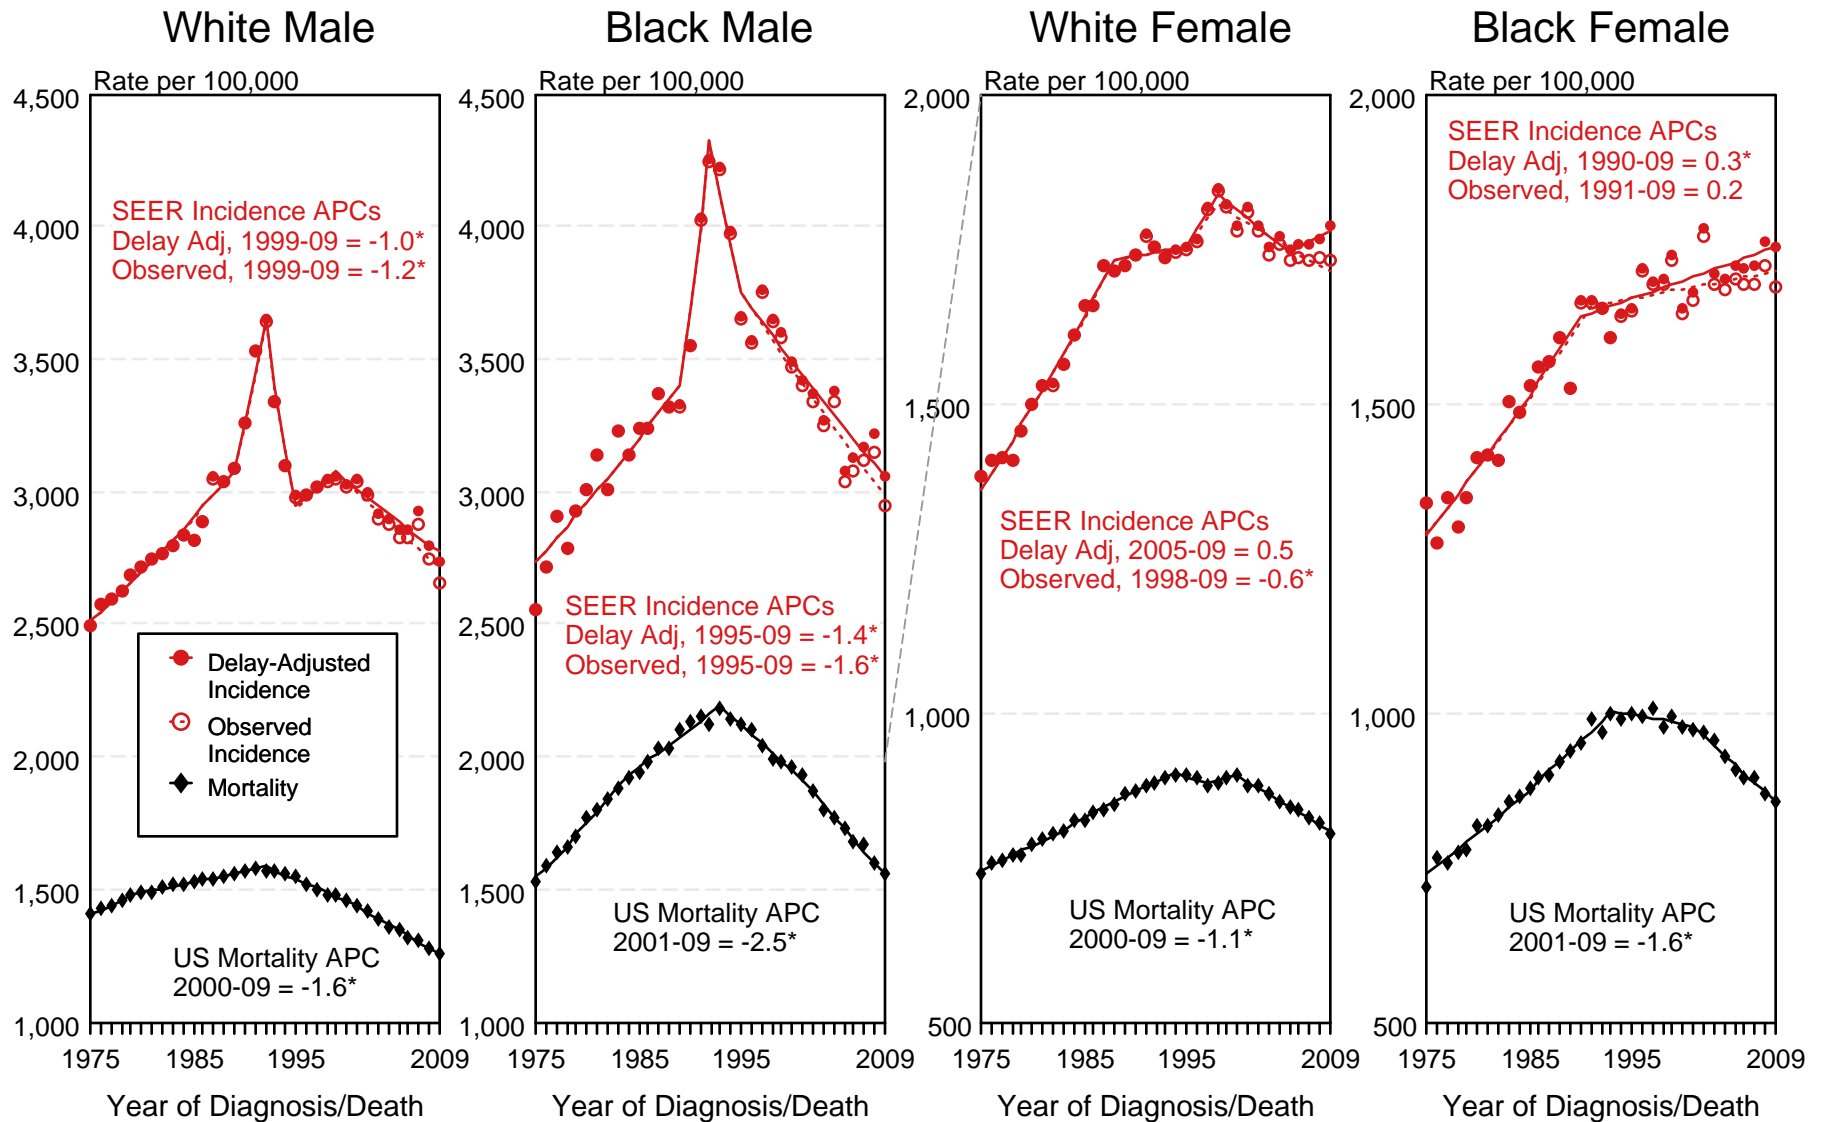 White Male
Rate per 100,000
4,500
4,000
3,500
3,000
2,500
2,000
1,500
1,000
SEER Incidence APCs
Delay Adj, 1999-09 = -1.0*
Observed, 1999-09 = -1.2*
Delay-Adjusted
Incidence
Observed
Incidence
Mortality
US Mortality APC
2000-09 = -1.6*
1975
1985
1995
2009
Year of Diagnosis/Death
Black Male
Rate per 100,000
4,500
4,000
3,500
3,000
2,500
2,000
1,500
1,000
SEER Incidence APCs
Delay Adj, 1995-09 = -1.4*
Observed, 1995-09 = -1.6*
US Mortality APC
2001-09 = -2.5*
1975
1985
1995
2009
Year of Diagnosis/Death
White Female
Rate per 100,000
2,000
1,500
1,000
500
SEER Incidence APCs
Delay Adj, 2005-09 = 0.5
Observed, 1998-09 = -0.6*
US Mortality APC
2000-09 = -1.1*
1975
1985
1995
2009
Year of Diagnosis/Death
Black Female
Rate per 100,000
2,000
1,500
1,000
500
SEER Incidence APCs
Delay Adj, 1990-09 = 0.3*
Observed, 1991-09 = 0.2
US Mortality APC
2001-09 = -1.6*
1975
1985
1995
2009
Year of Diagnosis/Death